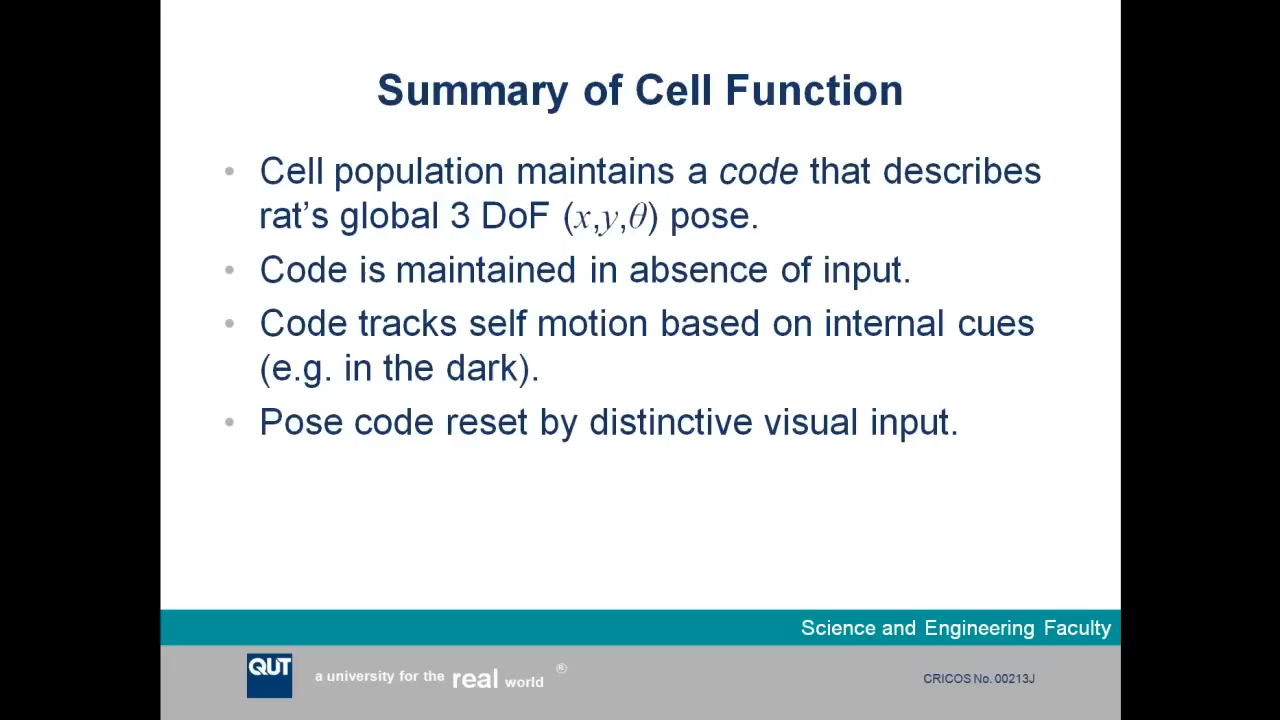 Summary of Cell Function
• Cell population maintains a code that describes
rat's global 3 DoF (x,y,θ) pose.
• Code is maintained in absence of input.
• Code tracks self motion based on internal cues
(e.g. in the dark).
• Pose code reset by distinctive visual input.
Science and Engineering Faculty
QUT
a university for the real world ®
CRICOS No. 00213J